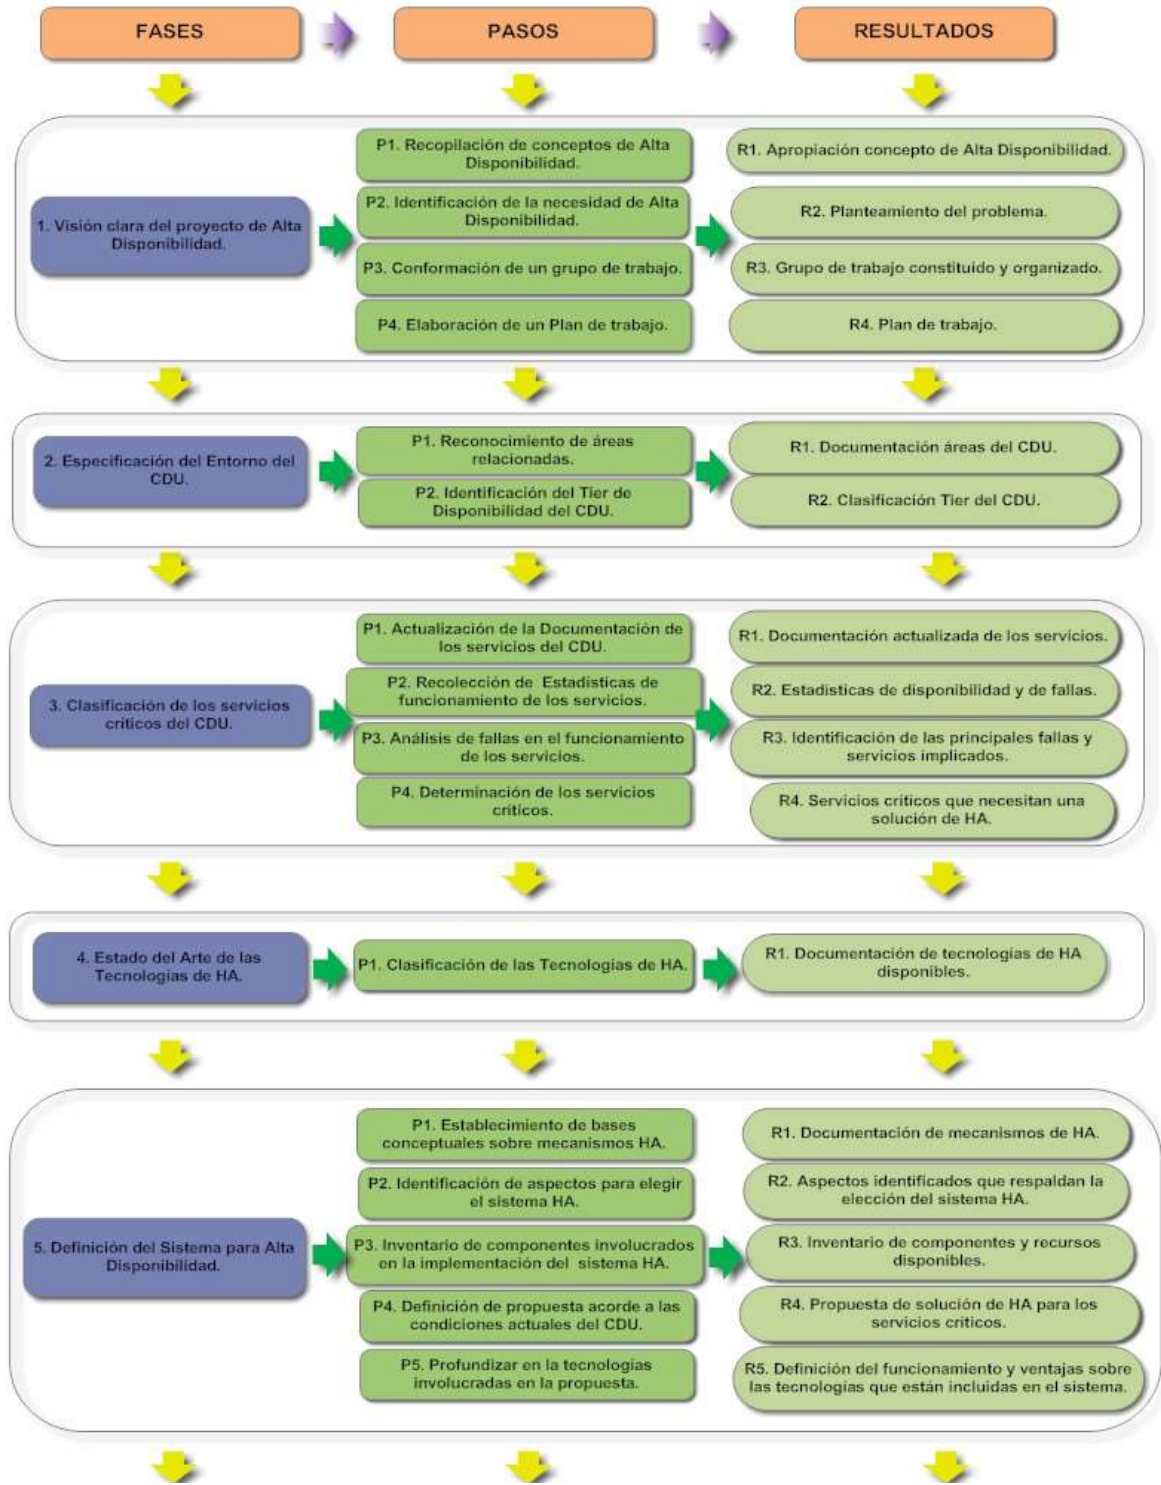 FASES
PASOS
RESULTADOS
1. Visión clara del proyecto de Alta
Disponibilidad.
P1. Recopilación de conceptos de Alta
Disponibilidad.
P2. Identificación de la necesidad de Alta
Disponibilidad.
P3. Conformación de un grupo de trabajo.
P4. Elaboración de un Plan de trabajo.
R1. Apropiación concepto de Alta Disponibilidad.
R2. Planteamiento del problema.
R3. Grupo de trabajo constituido y organizado.
R4. Plan de trabajo.
2. Especificación del Entorno del
CDU.
P1. Reconocimiento de áreas
relacionadas.
P2. Identificación del Tier de
Disponibilidad del CDU.
R1. Documentación áreas del CDU.
R2. Clasificación Tier del CDU.
3. Clasificación de los servicios
críticos del CDU.
P1. Actualización de la Documentación de
los servicios del CDU.
P2. Recolección de Estadísticas de
funcionamiento de los servicios.
P3. Análisis de fallas en el funcionamiento
de los servicios.
P4. Determinación de los servicios
críticos.
R1. Documentación actualizada de los servicios.
R2. Estadísticas de disponibilidad y de fallas.
R3. Identificación de las principales fallas y
servicios implicados.
R4. Servicios críticos que necesitan una
solución de HA.
4. Estado del Arte de las
Tecnologías de HA.
P1. Clasificación de las Tecnologías de HA.
R1. Documentación de tecnologías de HA
disponibles.
5. Definición del Sistema para Alta
Disponibilidad.
P1. Establecimiento de bases
conceptuales sobre mecanismos HA.
P2. Identificación de aspectos para elegir
el sistema HA.
P3. Inventario de componentes involucrados
en la implementación del sistema HA.
P4. Definición de propuesta acorde a las
condiciones actuales del CDU.
P5. Profundizar en la tecnologías
involucradas en la propuesta.
R1. Documentación de mecanismos de HA.
R2. Aspectos identificados que respaldan la
elección del sistema HA.
R3. Inventario de componentes y recursos
disponibles.
R4. Propuesta de solución de HA para los
servicios críticos.
R5. Definición del funcionamiento y ventajas sobre
las tecnologías que están incluidas en el sistema.